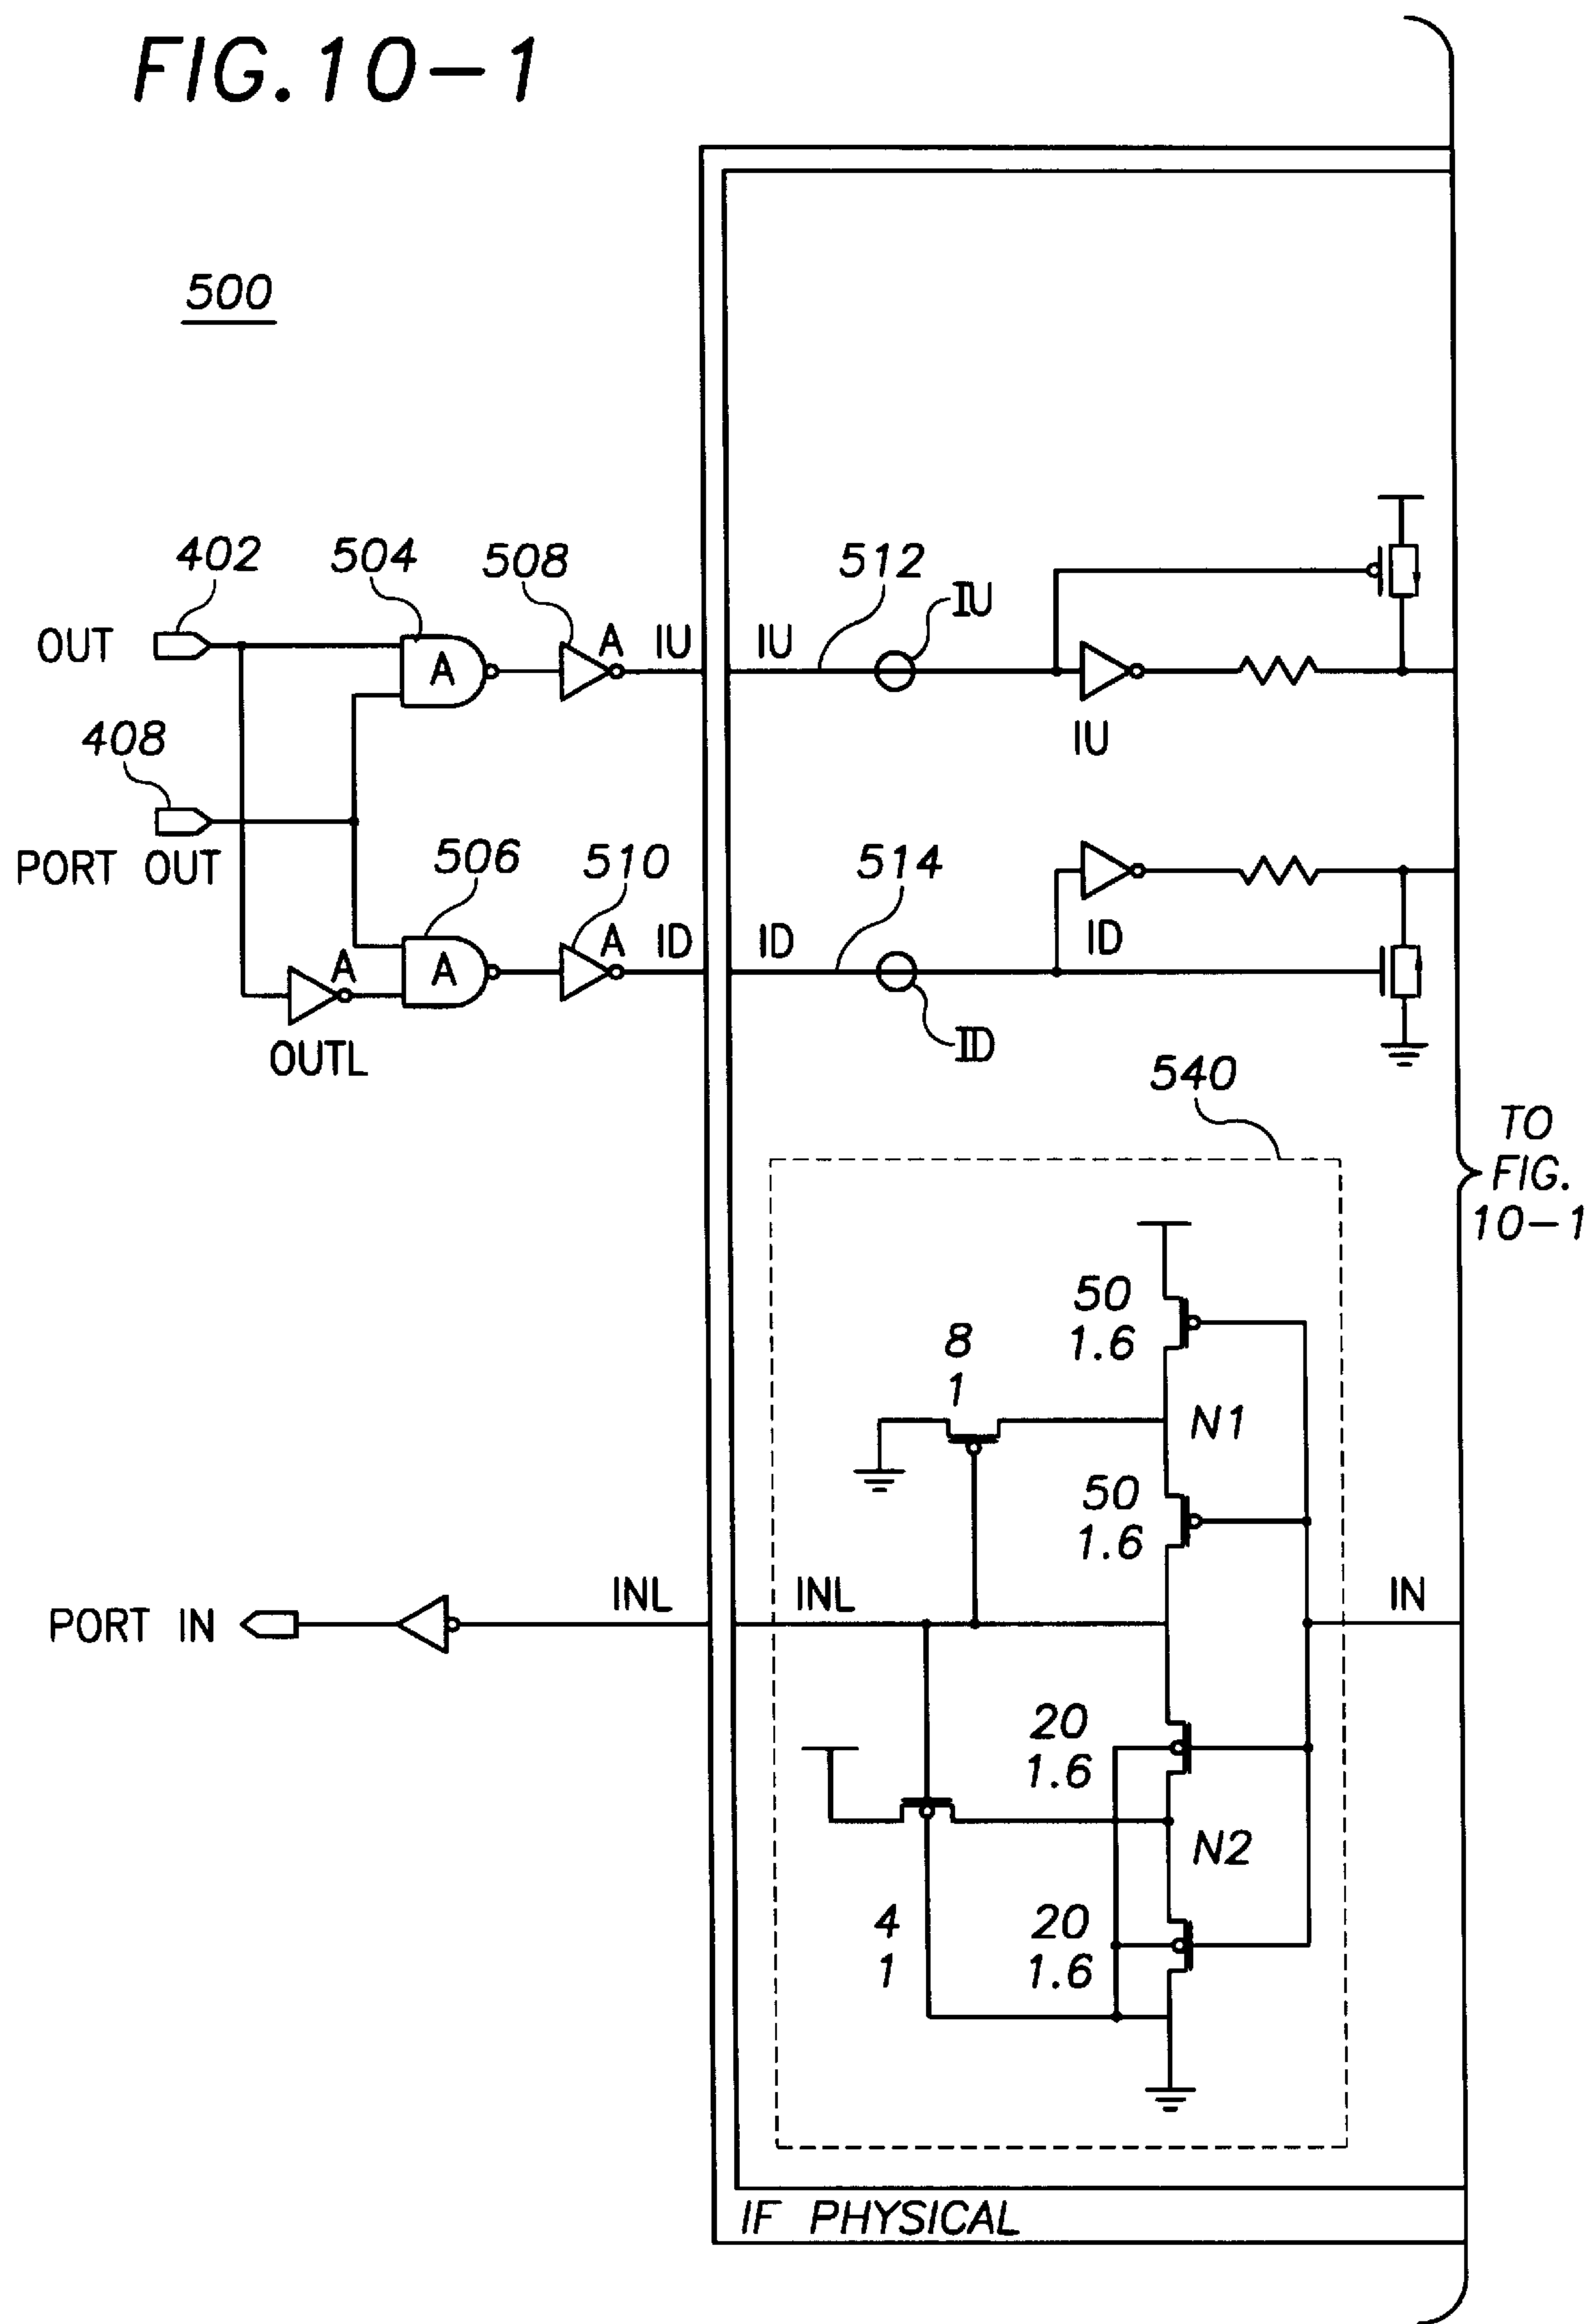 FIG. 10-1
500
402
504
508
512
IU
OUT
A
A
IU
IU
408
IU
PORT OUT
506
510
514
A
A
A
ID
ID
ID
OUTL
ID
540
TO
FIG.
10-1
50
1.6
8
1
N1
50
1.6
PORT IN
INL
INL
IN
20
1.6
N2
4
1
20
1.6
IF PHYSICAL